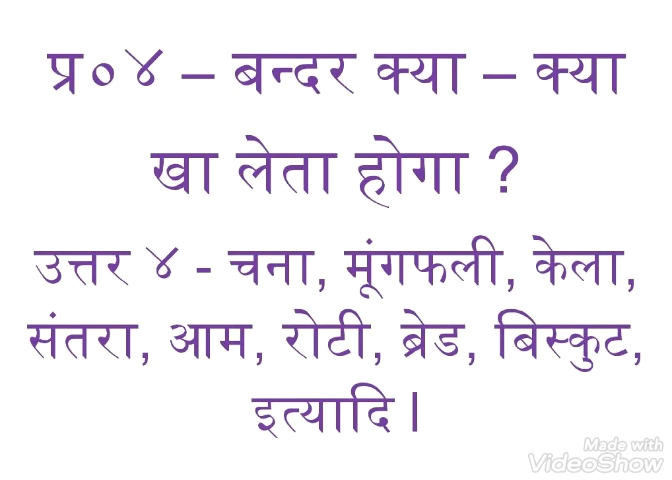 प्र०४ – बन्दर क्या – क्या
खा लेता होगा ?
उत्तर ४ - चना, मूंगफली, केला,
संतरा, आम, रोटी, ब्रेड, बिस्कुट,
इत्यादि।
Made with
VideoShow